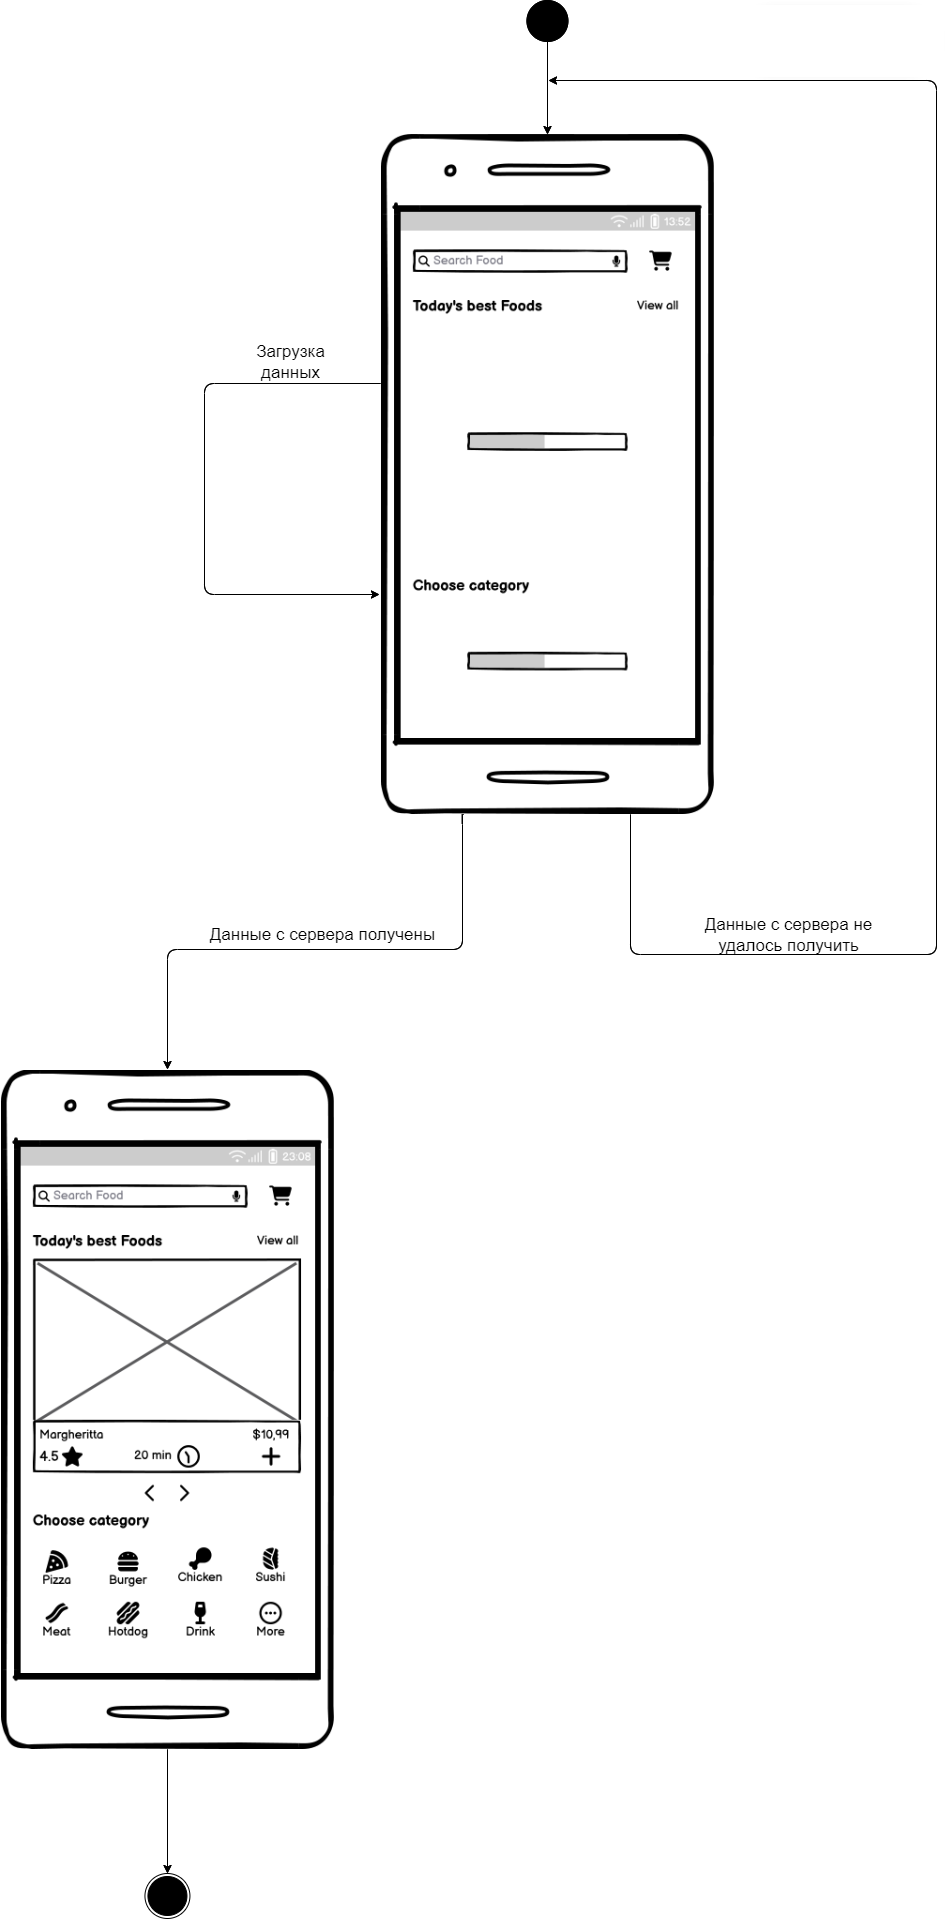 13:52
Search Food
Today's best Foods
View all
Загрузка
данных
Choose category
Данные с сервера получены
Данные с сервера не
удалось получить
23:08
Search Food
Today's best Foods
View all
Margheritta
$10,99
4.5
20 min
Choose category
Pizza
Burger
Chicken
Sushi
Meat
Hotdog
Drink
More